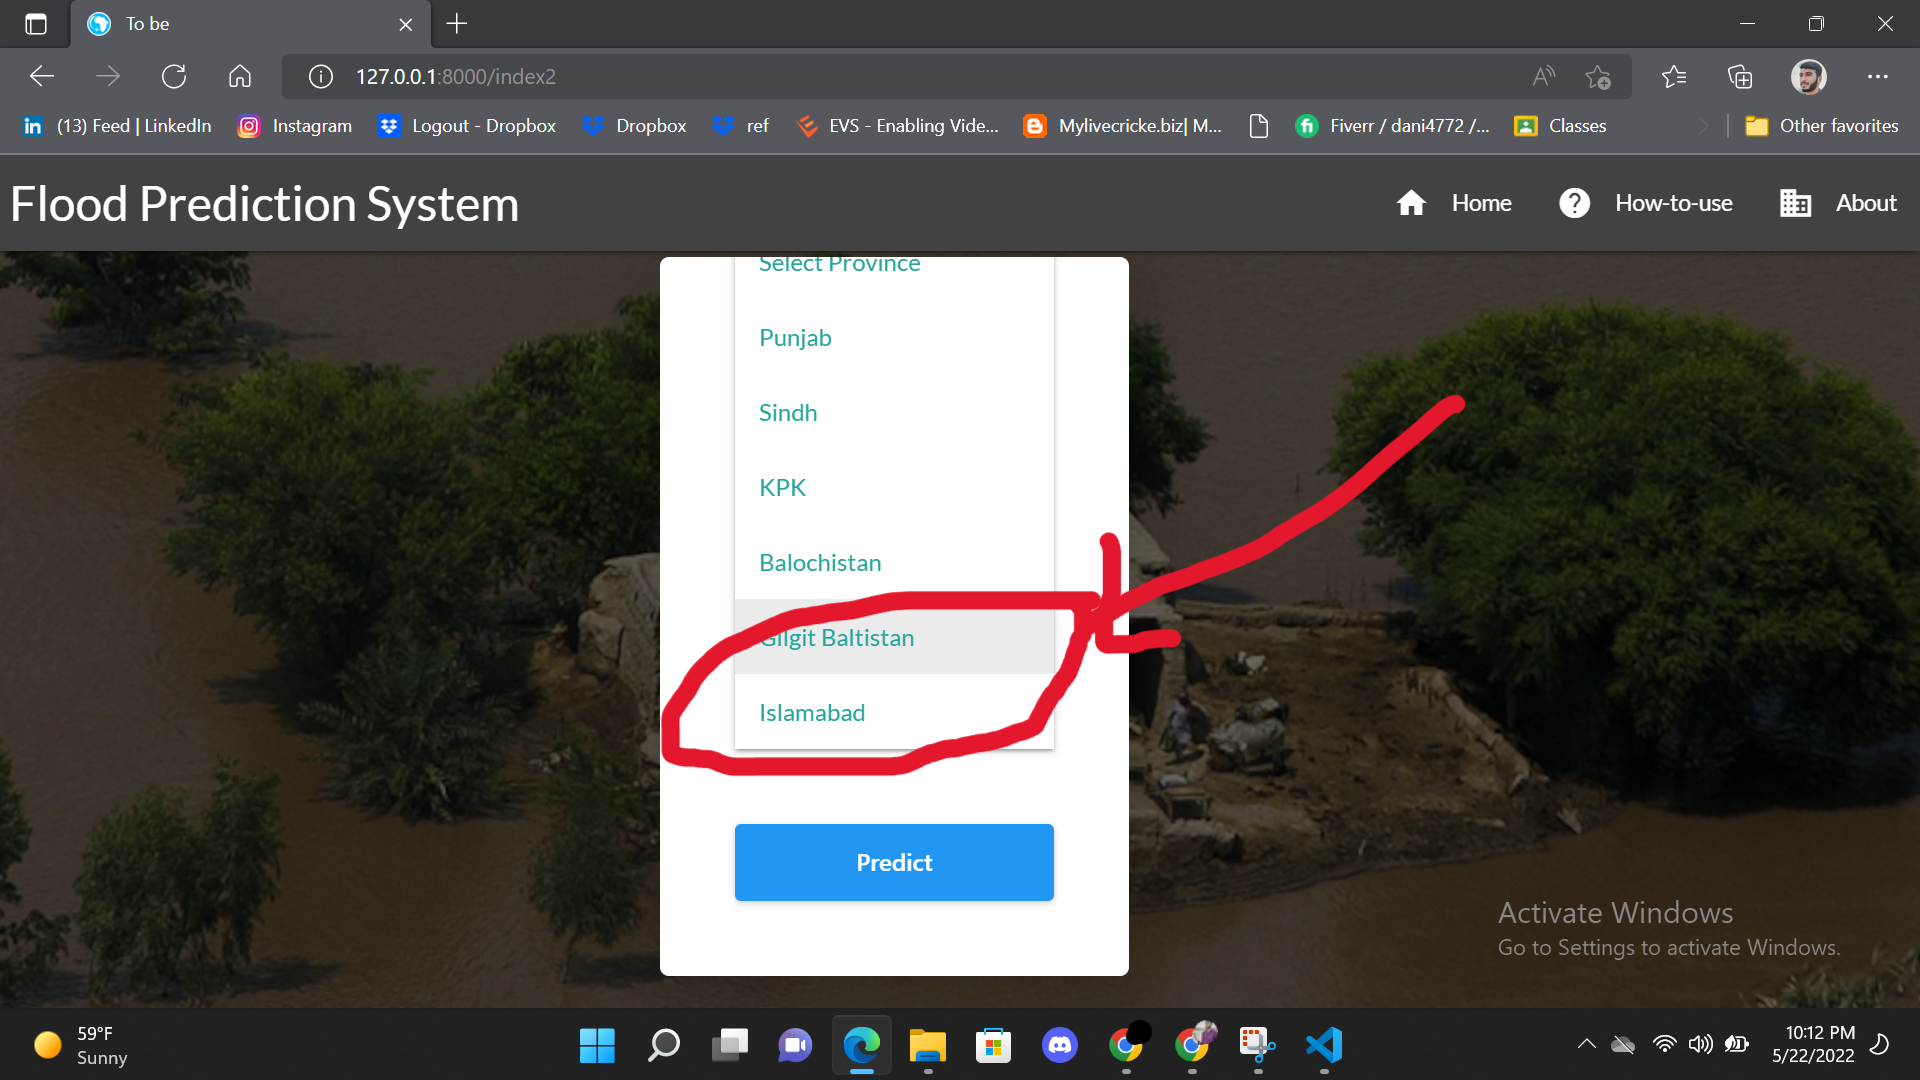 To be
127.0.0.1:8000/index2
(13) Feed | LinkedIn
Instagram
Logout - Dropbox
Dropbox
ref
EVS - Enabling Vide...
Mylivecricke.biz| M...
Fiverr / dani4772 /...
Classes
Other favorites
Flood Prediction System
Home
How-to-use
About
Select Province
Punjab
Sindh
KPK
Balochistan
Gilgit Baltistan
Islamabad
Predict
Activate Windows
Go to Settings to activate Windows.
59°F
Sunny
10:12 PM
5/22/2022